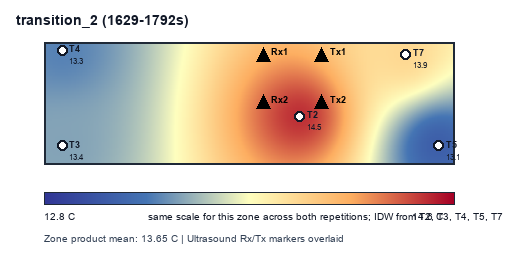 transition_2 (1629-1792s)
T4
13.3
Rx1
Tx1
T7
13.9
Rx2
Tx2
T2
14.5
T3
13.4
T5
13.1
12.8 C
same scale for this zone across both repetitions; IDW from T2, T3, T4, T5, T7
Zone product mean: 13.65 C | Ultrasound Rx/Tx markers overlaid